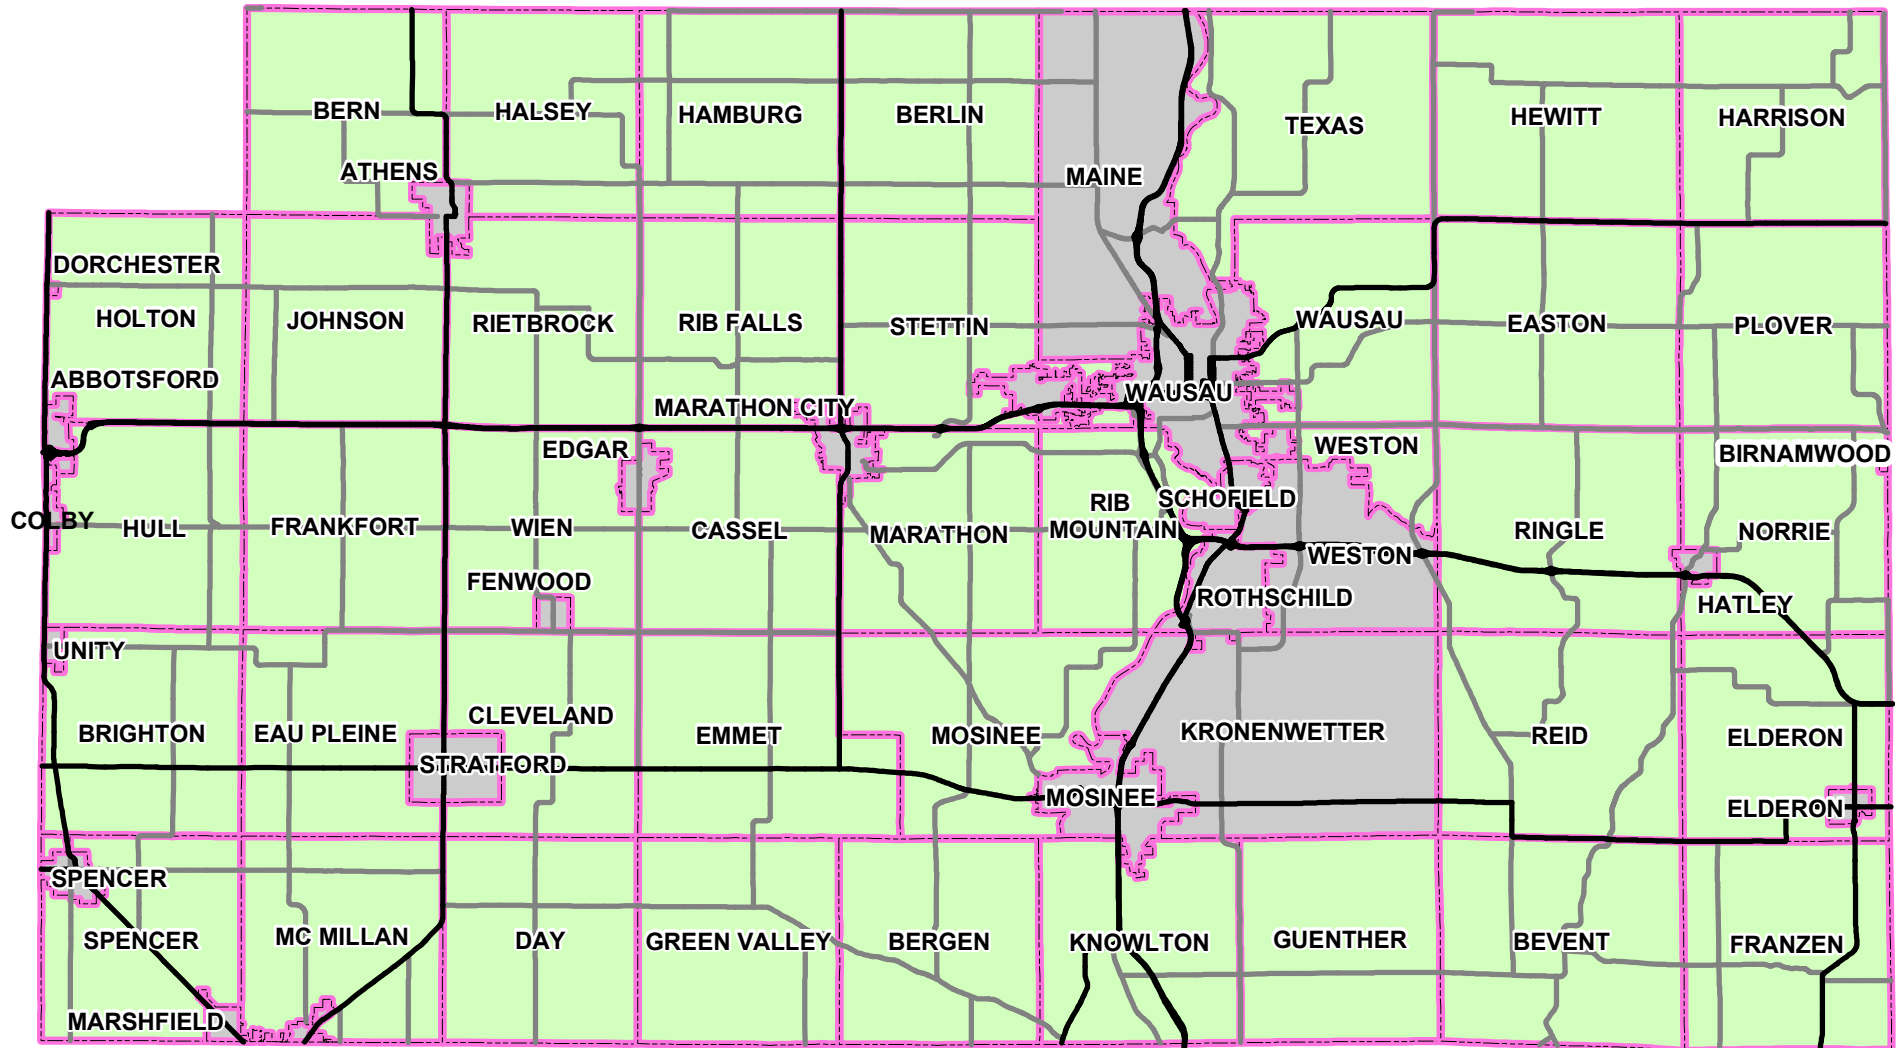 BERN
HALSEY
HAMBURG
BERLIN
TEXAS
HEWITT
HARRISON
ATHENS
MAINE
DORCHESTER
HOLTON
JOHNSON
RIETBROCK
RIB FALLS
STETTIN
WAUSAU
EASTON
PLOVER
ABBOTSFORD
MARATHON CITY
WAUSAU
EDGAR
WESTON
BIRNAMWOOD
COLBY
HULL
FRANKFORT
WIEN
CASSEL
MARATHON
RIB
MOUNTAIN
SCHOFIELD
WESTON
RINGLE
NORRIE
FENWOOD
ROTHSCHILD
HATLEY
UNITY
BRIGHTON
EAU PLEINE
CLEVELAND
EMMET
MOSINEE
KRONENWETTER
REID
ELDERON
STRATFORD
MOSINEE
ELDERON
SPENCER
SPENCER
MC MILLAN
DAY
GREEN VALLEY
BERGEN
KNOWLTON
GUENTHER
BEVENT
FRANZEN
MARSHFIELD